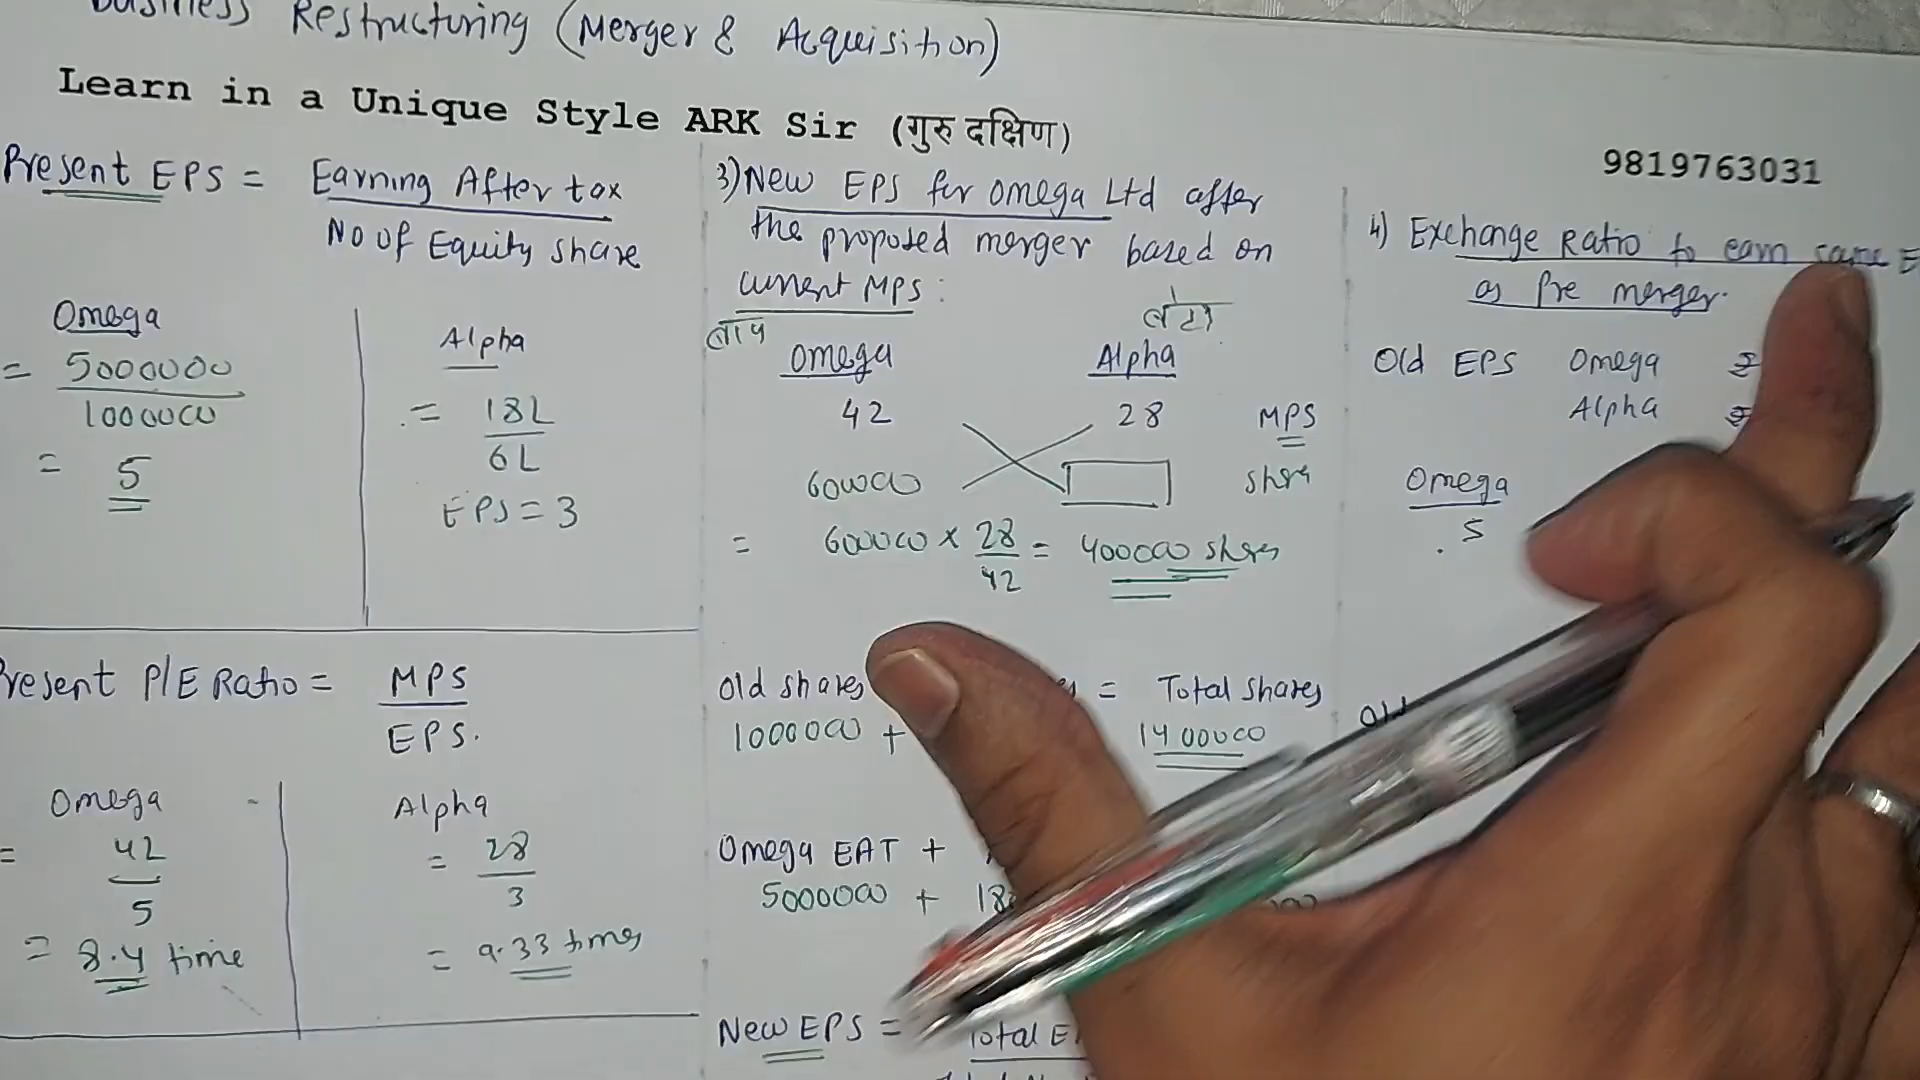 Business Restructuring (Merger & Acquisition)
Learn in a Unique Style ARK Sir (गुरु दक्षिण)
9819763031
Present EPS = Earning After tax
No of Equity share
Omega
= 5000000
1000000
= 5
Alpha
= 18L
6L
EPS = 3
Present P/E Ratio = MPS
EPS.
Omega
= 42
5
= 8.4 time
Alpha
= 28
3
= 9.33 times
3) New EPS for Omega Ltd after
the proposed merger based on
current MPS:
बाप
Omega Alpha
42 28 MPS
600000
= 600000 x 28 = 400000 shares
42
Old shares = Total shares
1000000 + 1400000
Omega EAT +
5000000 +
New EPS = Total
4) Exchange Ratio to earn same
as Pre merger.
Old EPS Omega ₹
Alpha ₹
Omega
5